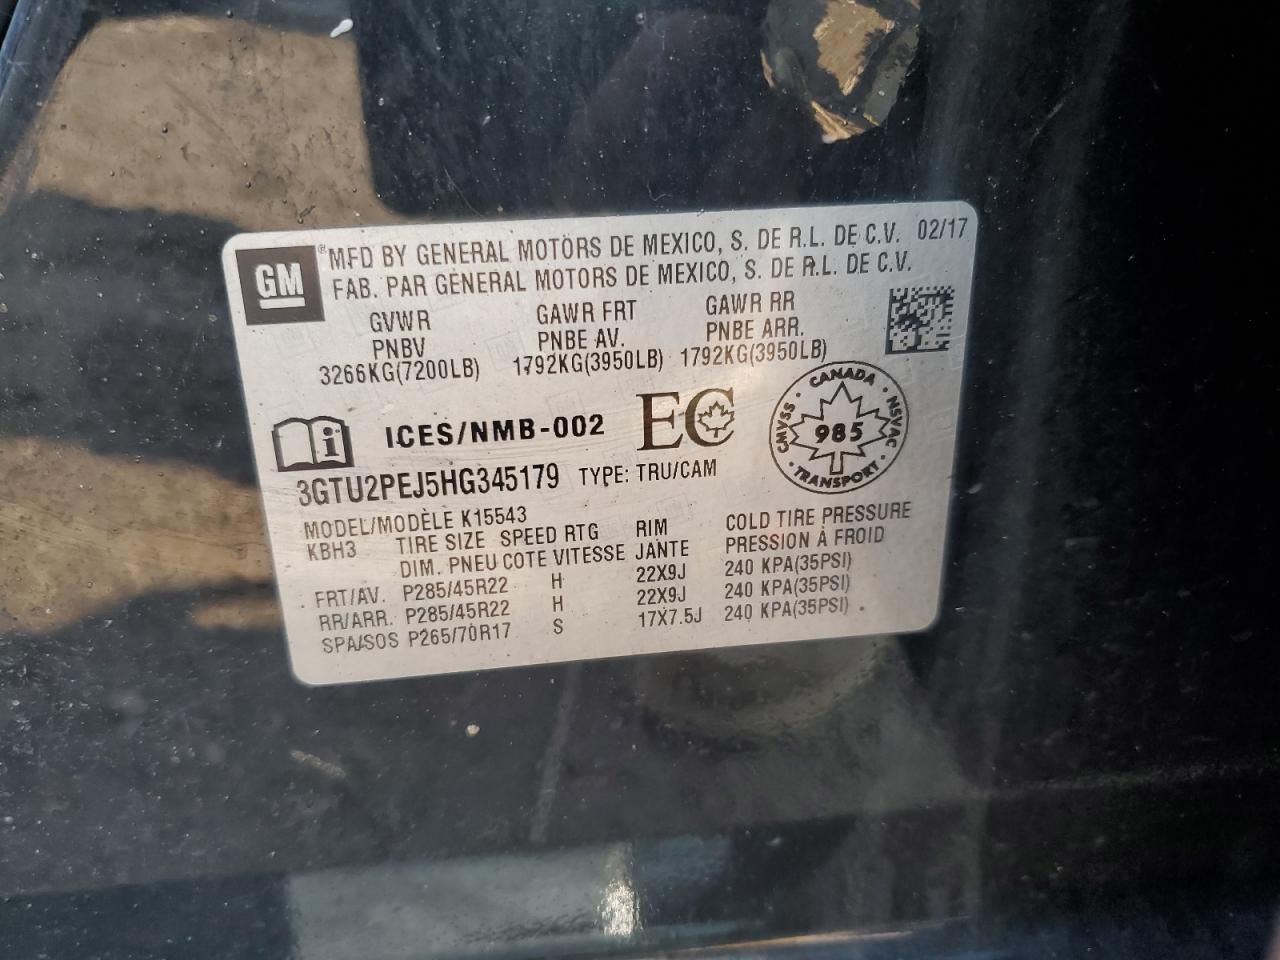 GM ® MFD BY GENERAL MOTORS DE MEXICO, S. DE R.L. DE C.V. 02/17
FAB. PAR GENERAL MOTORS DE MEXICO, S. DE R.L. DE C.V.
GVWR GAWR FRT GAWR RR
PNBV PNBE AV. PNBE ARR.
3266KG(7200LB) 1792KG(3950LB) 1792KG(3950LB)
i ICES/NMB-002 EC
CANADA
CMVSS NSVAC
985
TRANSPORT
3GTU2PEJ5HG345179 TYPE: TRU/CAM
MODEL/MODÈLE K15543
KBH3 TIRE SIZE SPEED RTG RIM COLD TIRE PRESSURE
DIM. PNEU COTE VITESSE JANTE PRESSION À FROID
FRT/AV. P285/45R22 H 22X9J 240 KPA(35PSI)
RR/ARR. P285/45R22 H 22X9J 240 KPA(35PSI)
SPA/SOS P265/70R17 S 17X7.5J 240 KPA(35PSI)